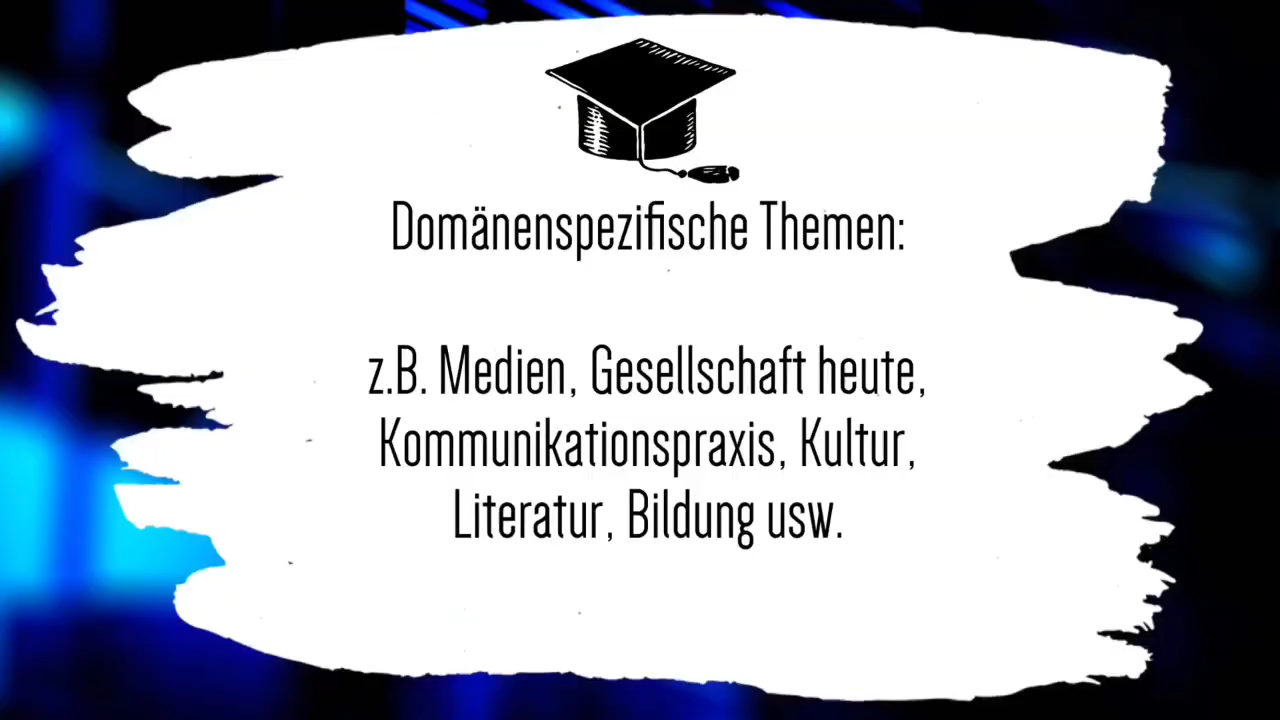 Domänenspezifische Themen:
z.B. Medien, Gesellschaft heute,
Kommunikationspraxis, Kultur,
Literatur, Bildung usw.